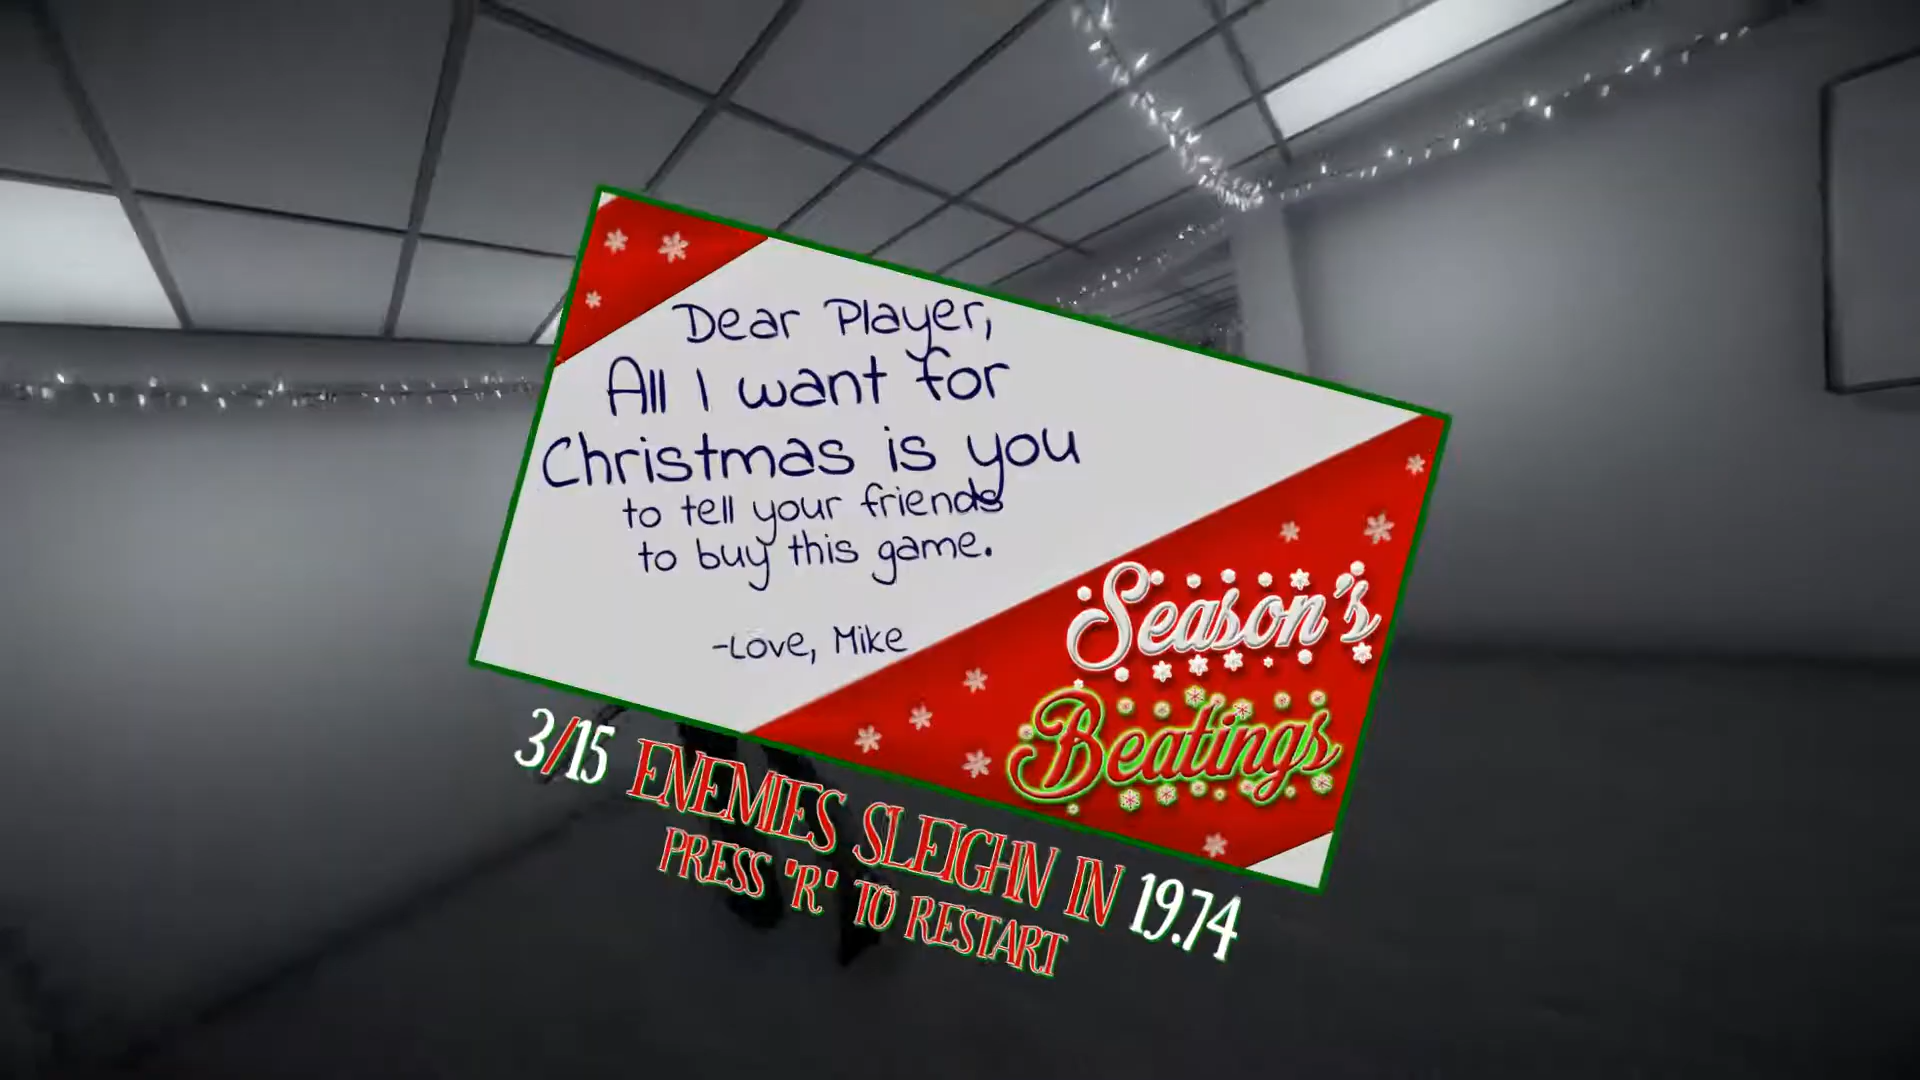 Dear Player,
All I want for
Christmas is you
to tell your friends
to buy this game.
-Love, Mike
Season's
Beatings
3/15 ENEMIES SLEIGHN IN 19.74
PRESS "R" TO RESTART